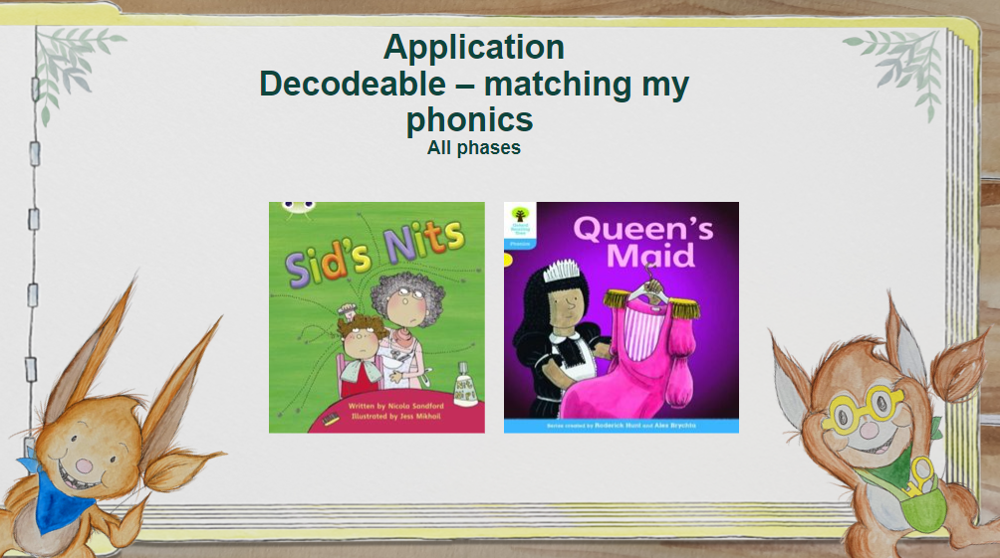 Application
Decodeable – matching my
phonics
All phases
Sid's Nits
Written by Nicola Sandford
Illustrated by Jess Mikhail
Oxford
Reading
Tree
Phonics
Queen's
Maid
Series created by Roderick Hunt and Alex Brychta